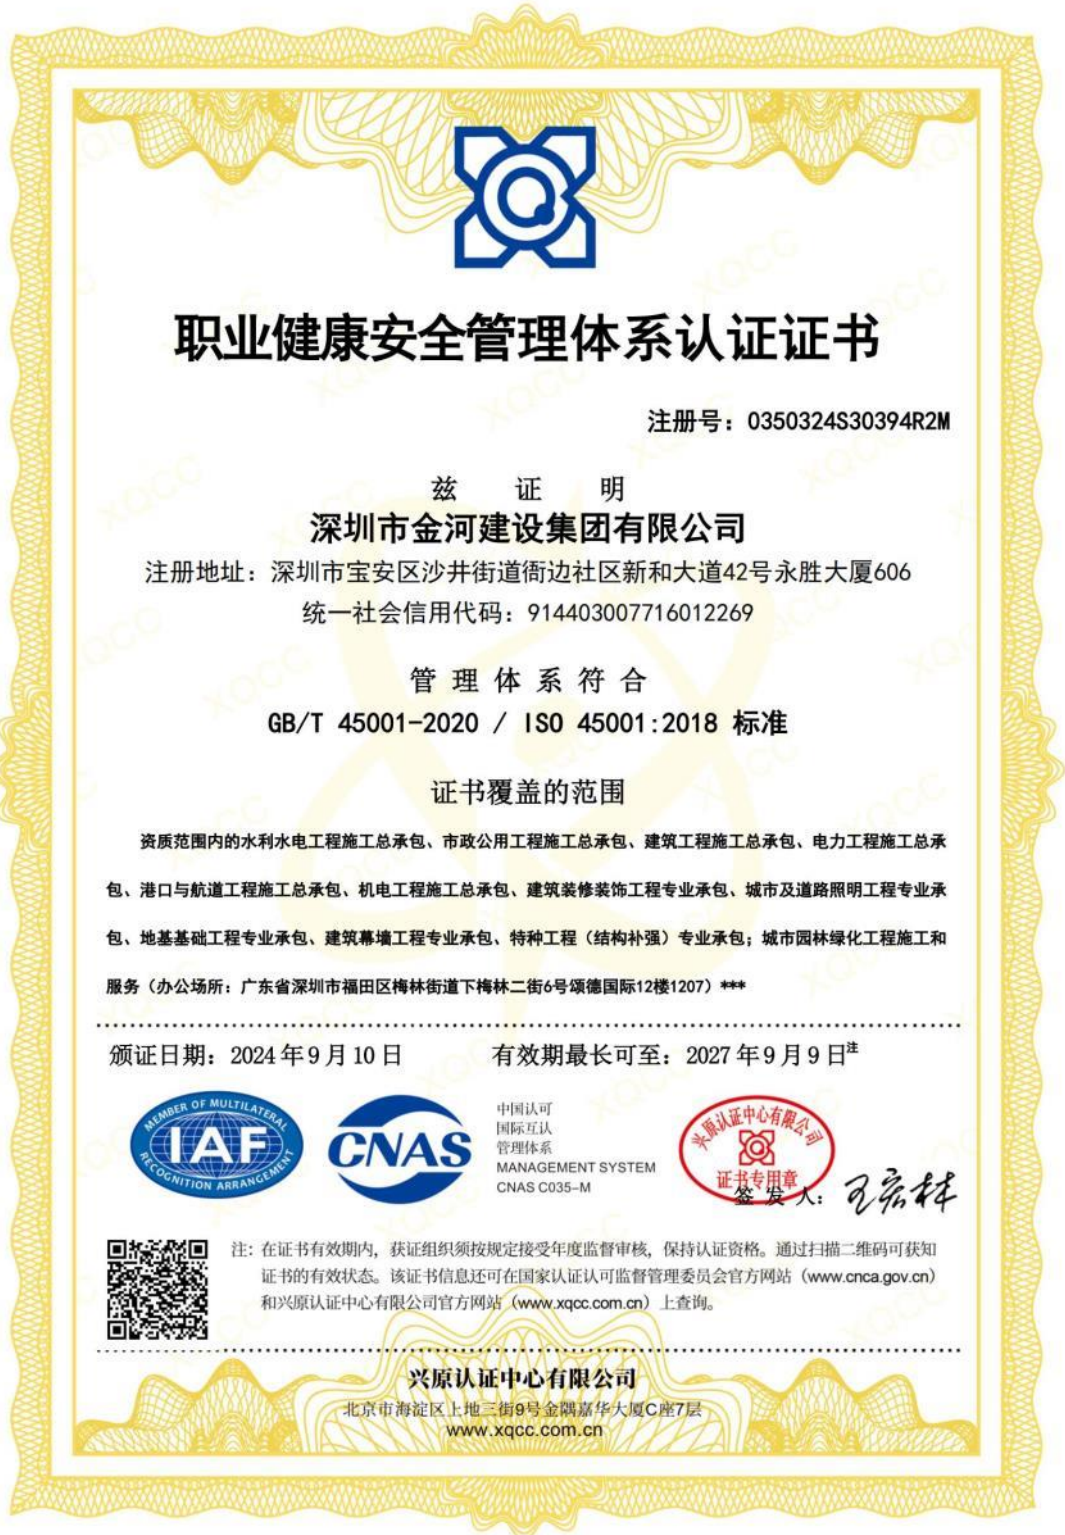 职业健康安全管理体系认证证书
注册号：0350324S30394R2M
兹 证 明
深圳市金河建设集团有限公司
注册地址：深圳市宝安区沙井街道衙边社区新和大道42号永胜大厦606
统一社会信用代码：914403007716012269
管 理 体 系 符 合
GB/T 45001-2020 / ISO 45001:2018 标准
证书覆盖的范围
资质范围内的水利水电工程施工总承包、市政公用工程施工总承包、建筑工程施工总承包、电力工程施工总承
包、港口与航道工程施工总承包、机电工程施工总承包、建筑装修装饰工程专业承包、城市及道路照明工程专业承
包、地基基础工程专业承包、建筑幕墙工程专业承包、特种工程（结构补强）专业承包；城市园林绿化工程施工和
服务（办公场所：广东省深圳市福田区梅林街道下梅林二街6号颂德国际12楼1207）***
颁证日期：2024年9月10日 有效期最长可至：2027年9月9日注
MEMBER OF MULTILATERAL
IAF
RECOGNITION ARRANGEMENT
CNAS
中国认可
国际互认
管理体系
MANAGEMENT SYSTEM
CNAS C035-M
兴原认证中心有限公司
证书专用章
签 发 人：王宏林
注：在证书有效期内，获证组织须按规定接受年度监督审核，保持认证资格。通过扫描二维码可获知
证书的有效状态。该证书信息还可在国家认证认可监督管理委员会官方网站（www.cnca.gov.cn）
和兴原认证中心有限公司官方网站（www.xqcc.com.cn）上查询。
兴原认证中心有限公司
北京市海淀区上地三街9号金隅嘉华大厦C座7层
www.xqcc.com.cn